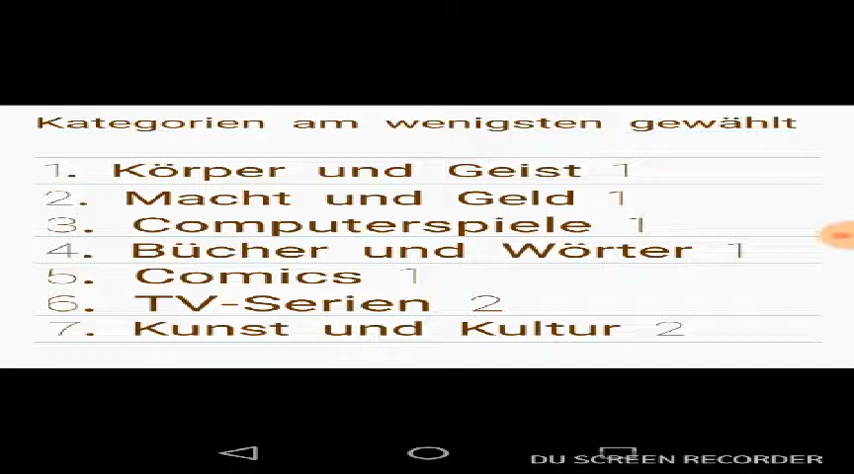 Kategorien am wenigsten gewählt
1. Körper und Geist 1
2. Macht und Geld 1
3. Computerspiele 1
4. Bücher und Wörter 1
5. Comics 1
6. TV-Serien 2
7. Kunst und Kultur 2
DU SCREEN RECORDER